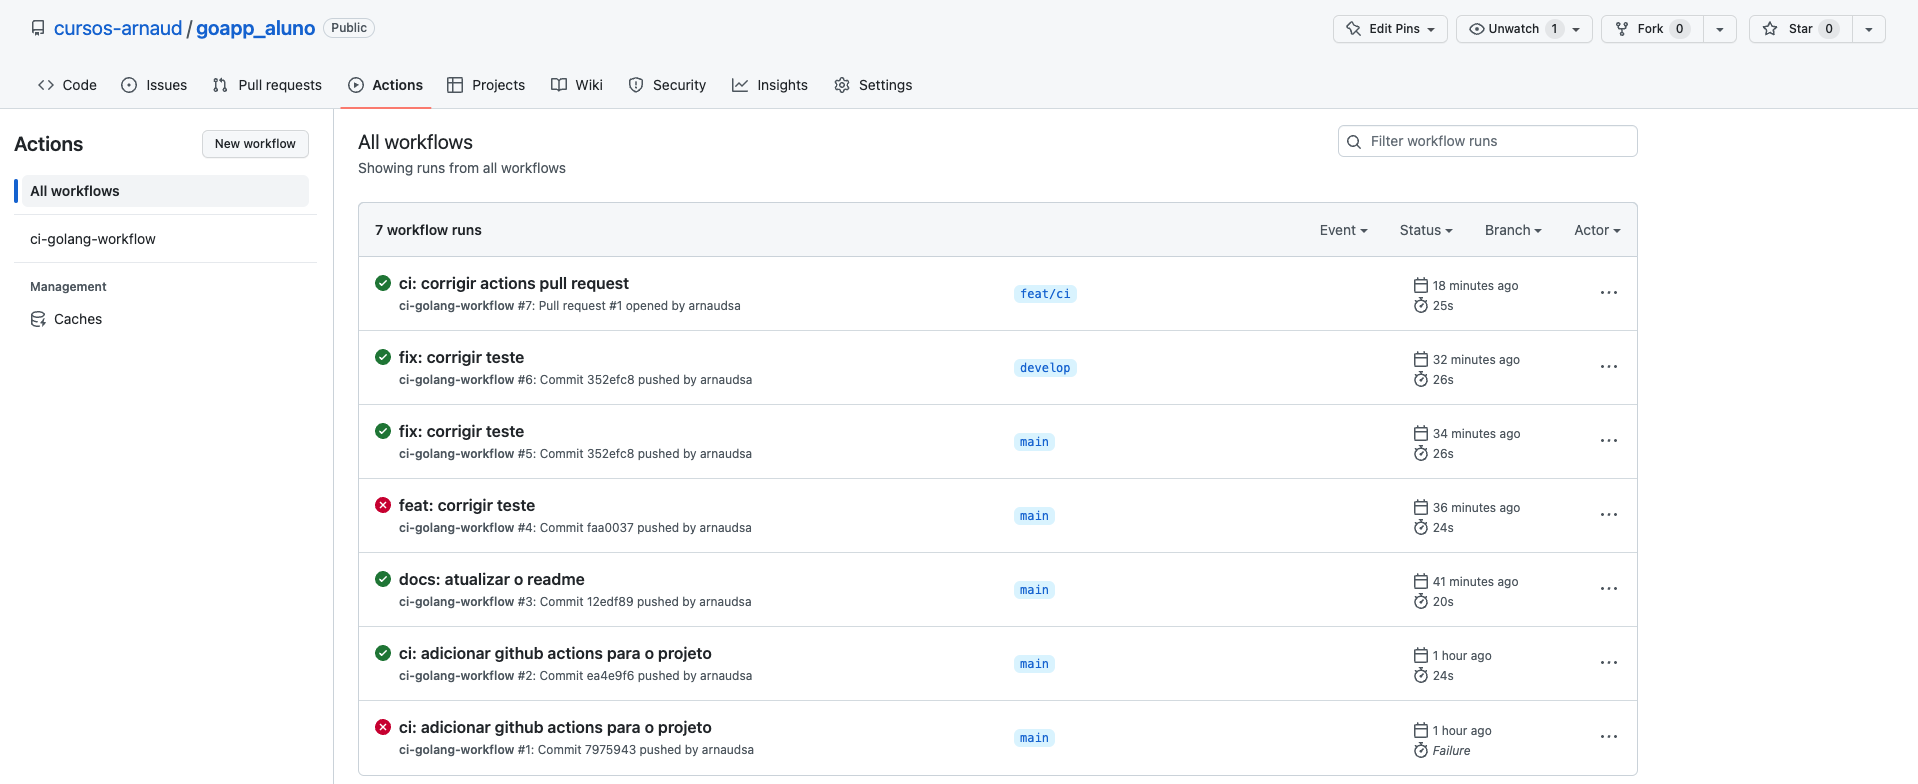 cursos-arnaud / goapp_aluno Public
Edit Pins Unwatch 1 Fork 0 Star 0
Code Issues Pull requests Actions Projects Wiki Security Insights Settings
Actions New workflow
All workflows
ci-golang-workflow
Management
Caches
All workflows
Showing runs from all workflows
Filter workflow runs
7 workflow runs Event Status Branch Actor
ci: corrigir actions pull request
ci-golang-workflow #7: Pull request #1 opened by arnaudsa
feat/ci
18 minutes ago
25s
fix: corrigir teste
ci-golang-workflow #6: Commit 352efc8 pushed by arnaudsa
develop
32 minutes ago
26s
fix: corrigir teste
ci-golang-workflow #5: Commit 352efc8 pushed by arnaudsa
main
34 minutes ago
26s
feat: corrigir teste
ci-golang-workflow #4: Commit faa0037 pushed by arnaudsa
main
36 minutes ago
24s
docs: atualizar o readme
ci-golang-workflow #3: Commit 12edf89 pushed by arnaudsa
main
41 minutes ago
20s
ci: adicionar github actions para o projeto
ci-golang-workflow #2: Commit ea4e9f6 pushed by arnaudsa
main
1 hour ago
24s
ci: adicionar github actions para o projeto
ci-golang-workflow #1: Commit 7975943 pushed by arnaudsa
main
1 hour ago
Failure